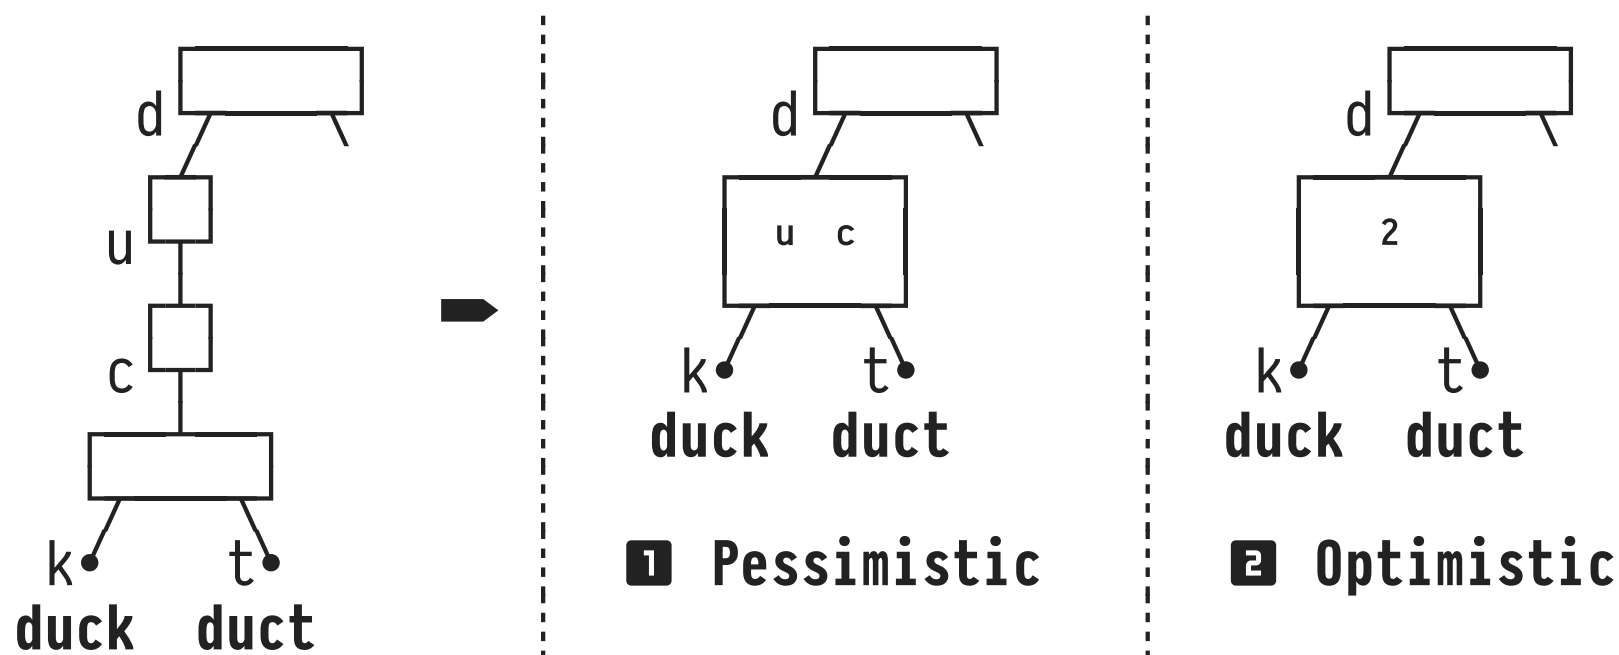 d
u
c
k t
duck duct
d
u c
k t
duck duct
1 Pessimistic
d
2
k t
duck duct
2 Optimistic